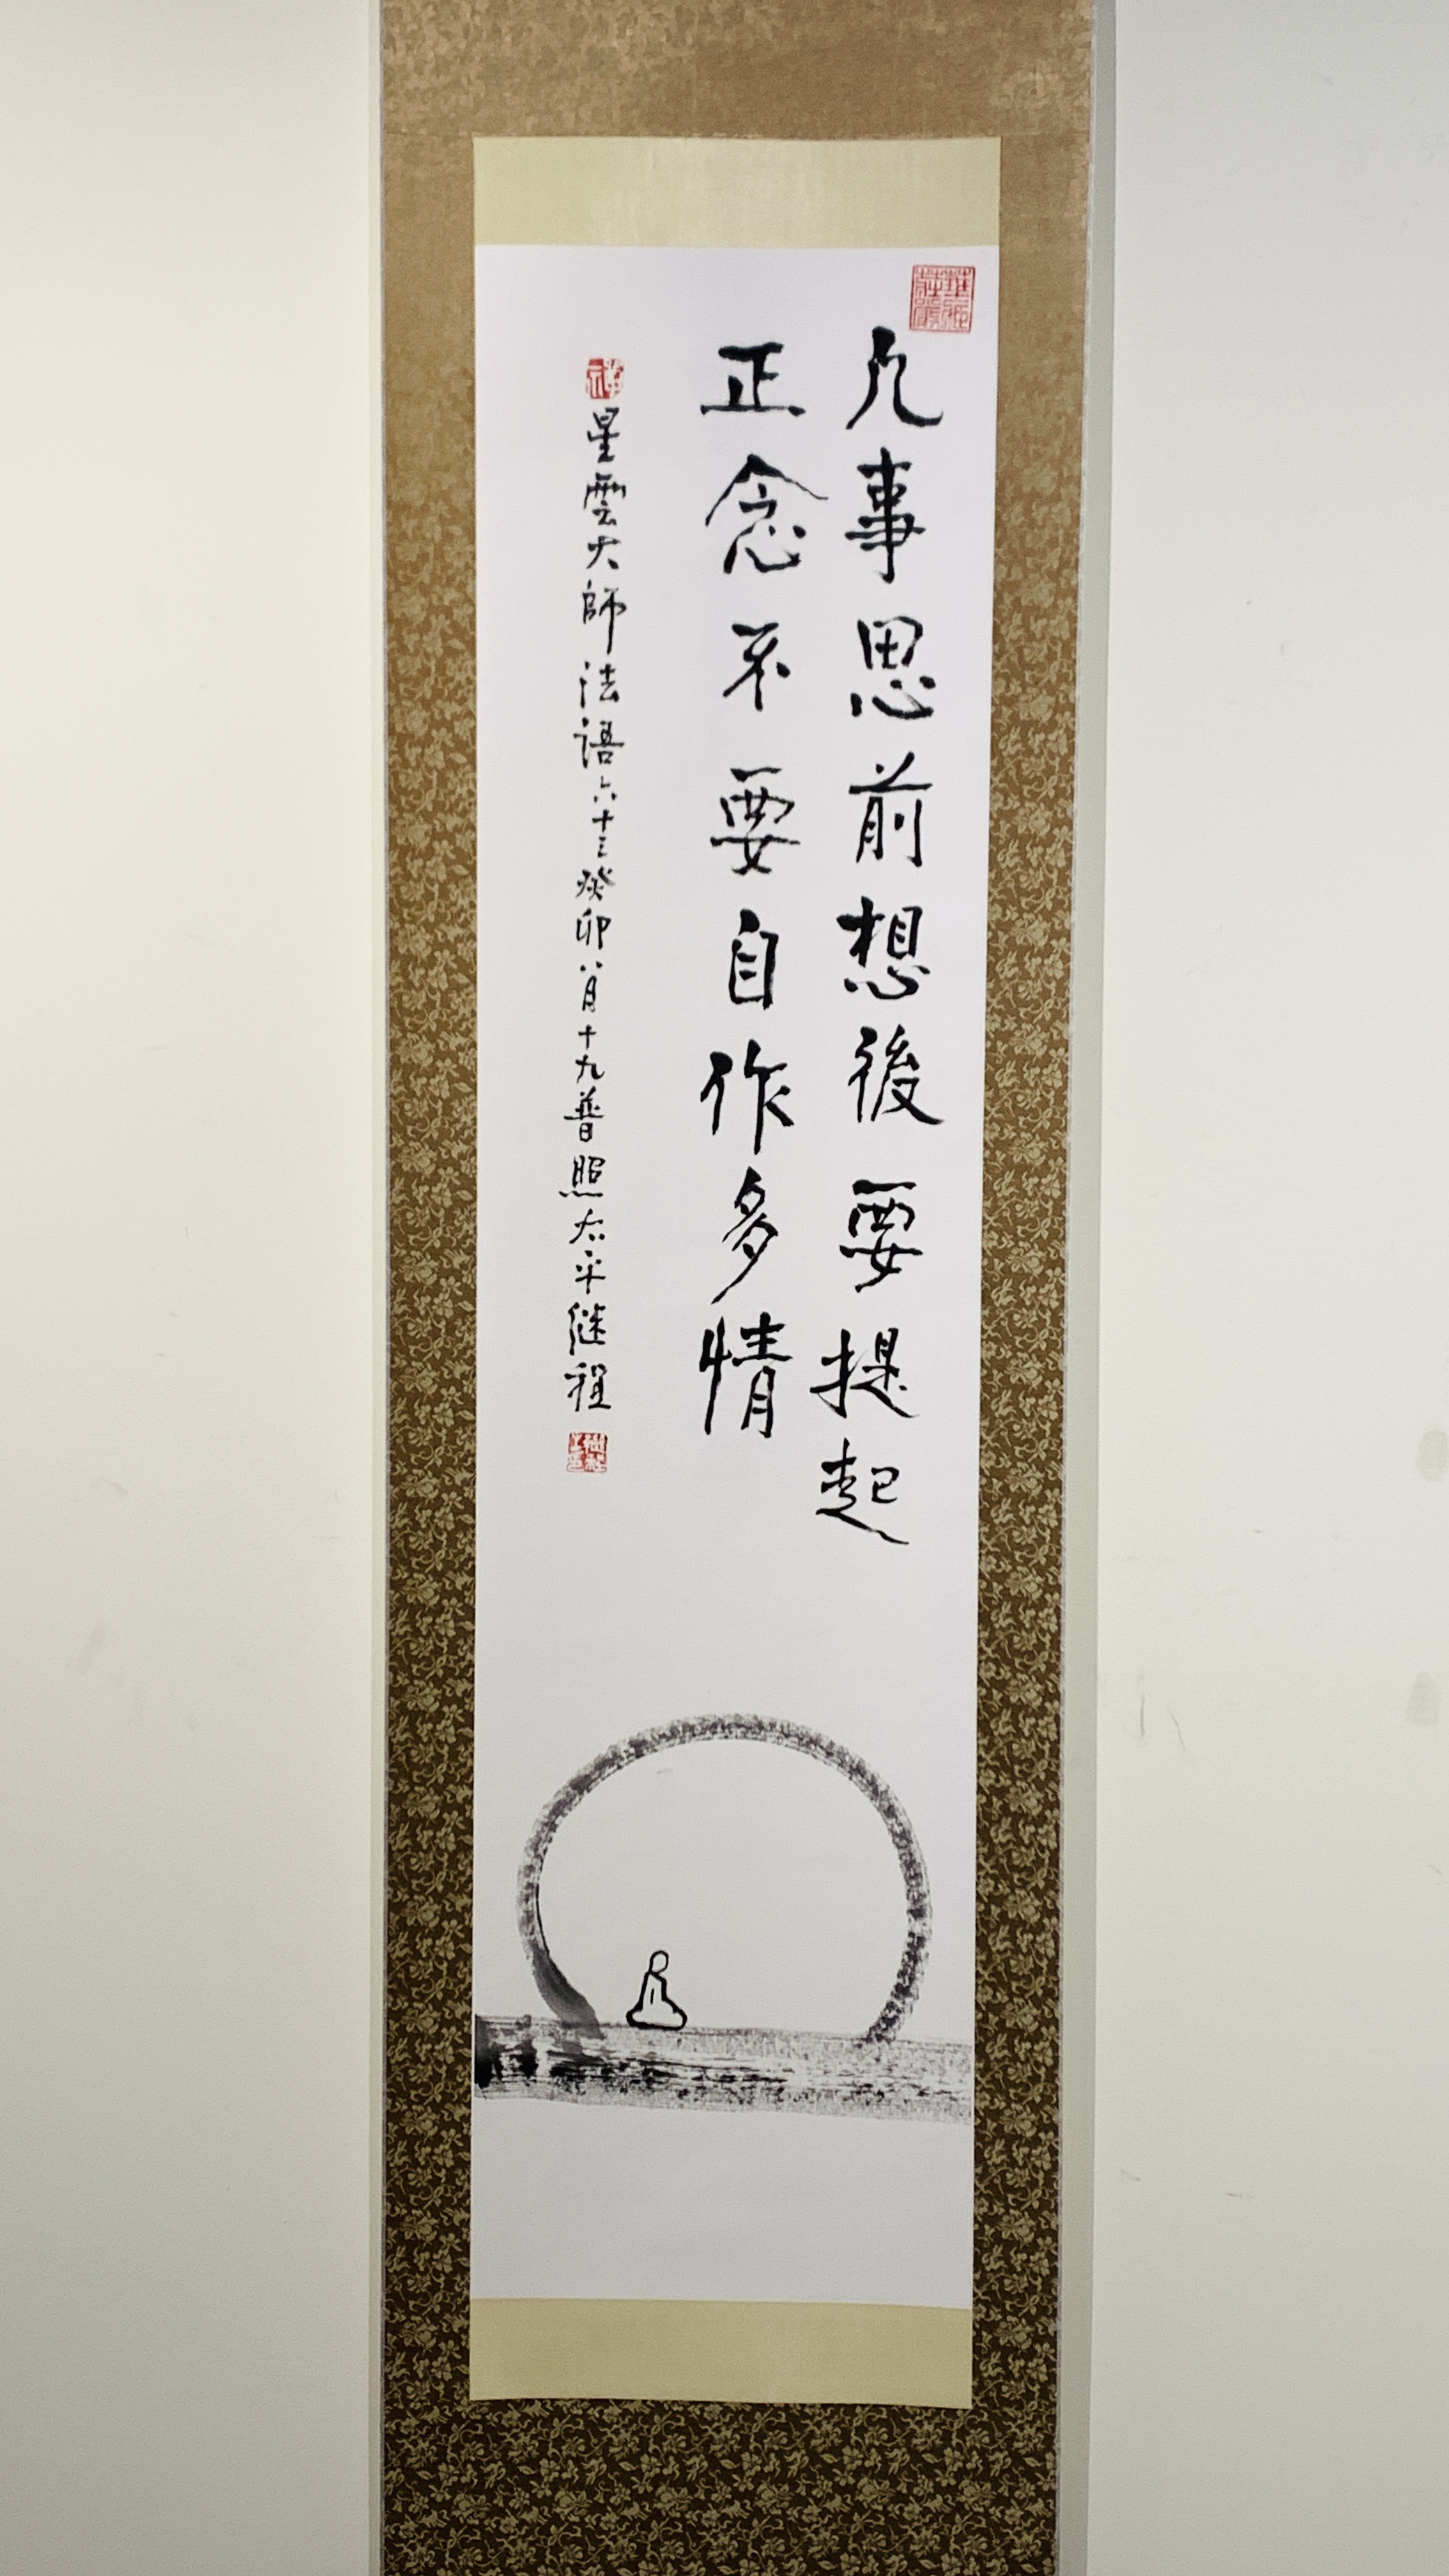 凡事思前想後要提起
正念不要自作多情
星雲大師法語六十三癸卯八月十九普照太平继程